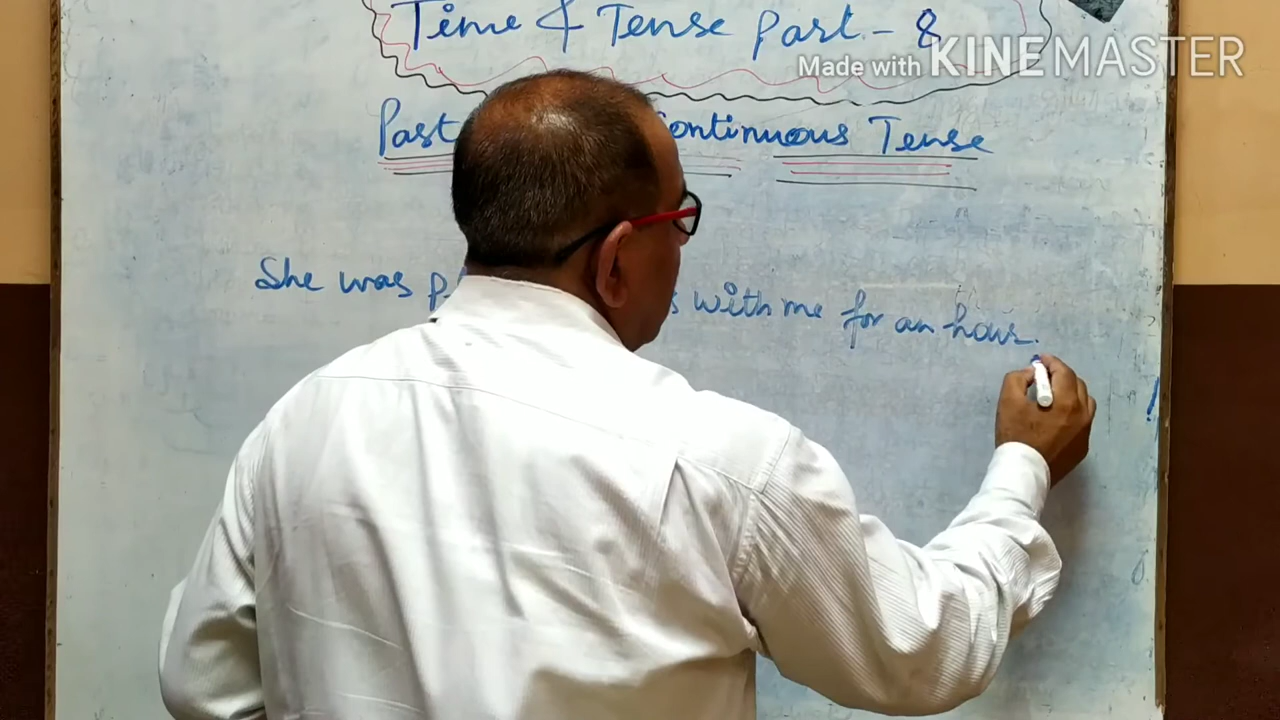 Time & Tense Part - 8
Made with KINEMASTER
Past Continuous Tense
She was with me for an hour.